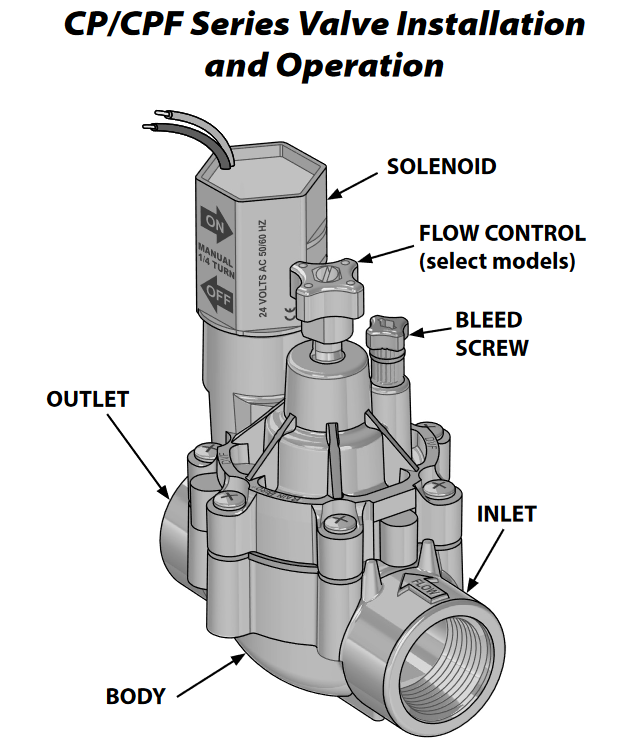 CP/CPF Series Valve Installation
and Operation
SOLENOID
ON
MANUAL
1/4 TURN
OFF
24 VOLTS AC 50/60 HZ
CE
FLOW CONTROL
(select models)
BLEED
SCREW
OUTLET
INLET
FLOW
BODY